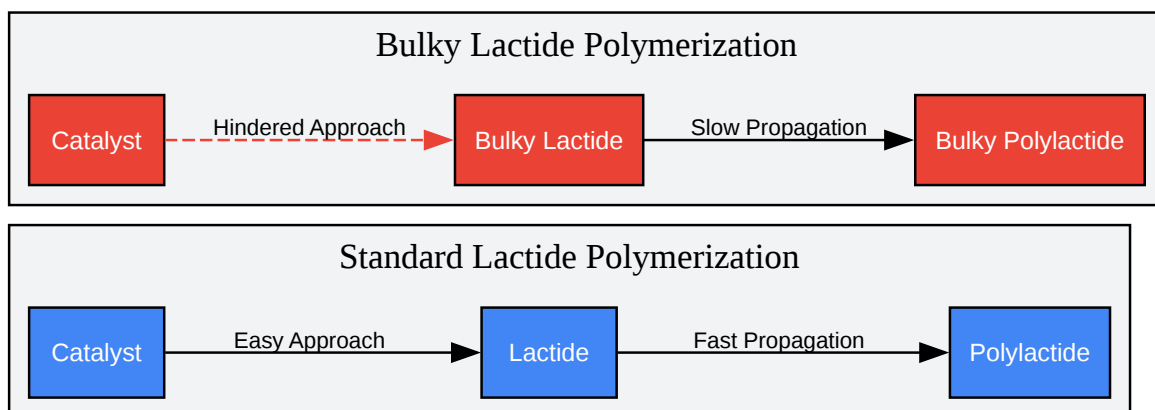 Bulky Lactide Polymerization
Catalyst
Hindered Approach
Bulky Lactide
Slow Propagation
Bulky Polylactide
Standard Lactide Polymerization
Catalyst
Easy Approach
Lactide
Fast Propagation
Polylactide